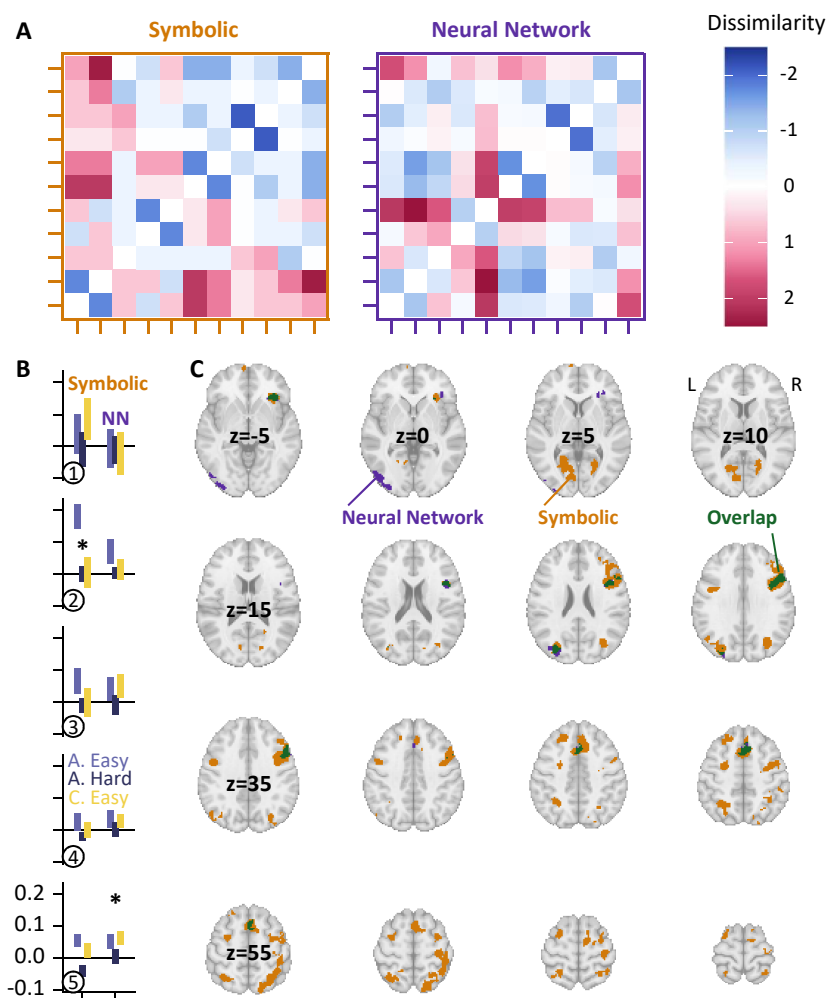 A
Symbolic
Neural Network
Dissimilarity
-2
-1
0
1
2
B
Symbolic
NN
1
*
2
3
A. Easy
A. Hard
C. Easy
4
0.2
0.1
0.0
-0.1
*
5
C
L
R
z=-5
z=0
z=5
z=10
Neural Network
Symbolic
Overlap
z=15
z=35
z=55